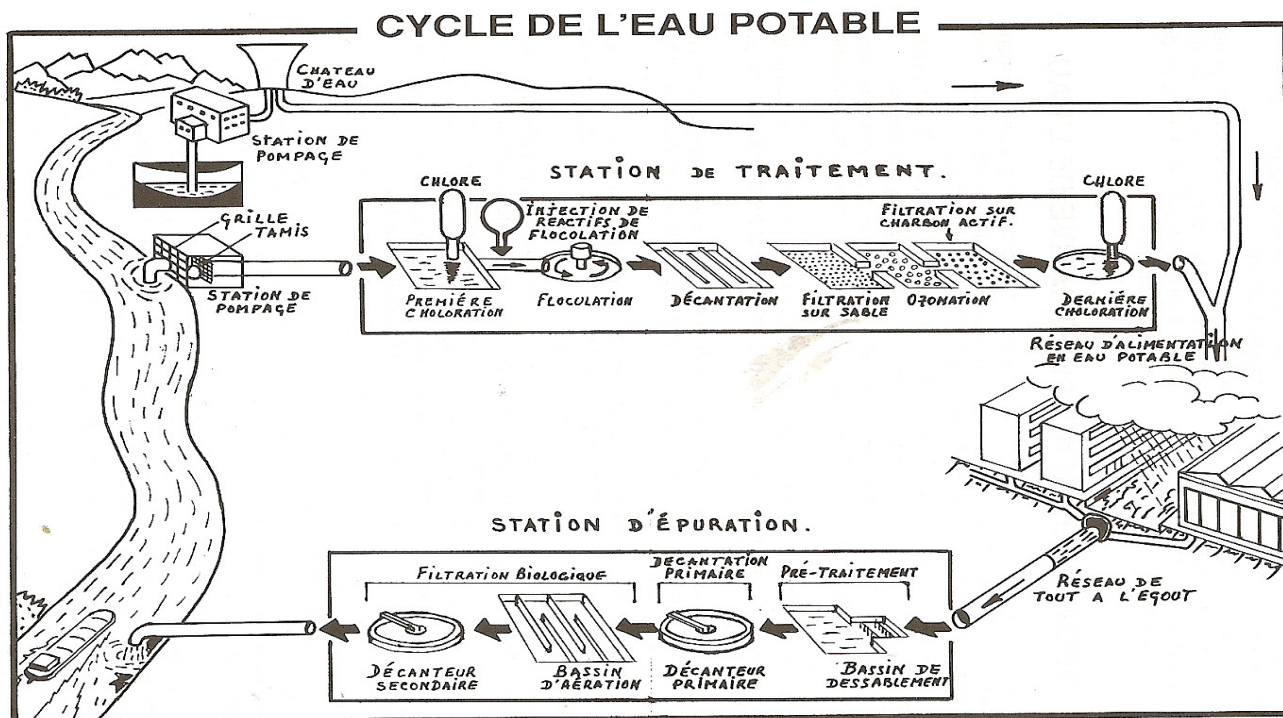 CYCLE DE L'EAU POTABLE
CHATEAU
D'EAU
STATION DE
POMPAGE
STATION DE TRAITEMENT.
CHLORE
INJECTION DE
REACTIFS DE
FLOCOLATION
FILTRATION SUR
CHARBON ACTIF.
CHLORE
GRILLE
TAMIS
STATION DE
POMPAGE
PREMIÉRE
CHOLORATION
FLOCULATION
DÉCANTATION
FILTRATION
SUR SABLE
OZONATION
DERNIÉRE
CHOLORATION
RÉSEAU D'ALIMENTATION
EN EAU POTABLE
STATION D'ÉPURATION.
FILTRATION BIOLOGIQUE
DECANTATION
PRIMAIRE
PRÉ-TRAITEMENT
RÉSEAU DE
TOUT A L'EGOUT
DÉCANTEUR
SECONDAIRE
BASSIN
D'AÉRATION
DÉCANTEUR
PRIMAIRE
BASSIN DE
DESSABLEMENT